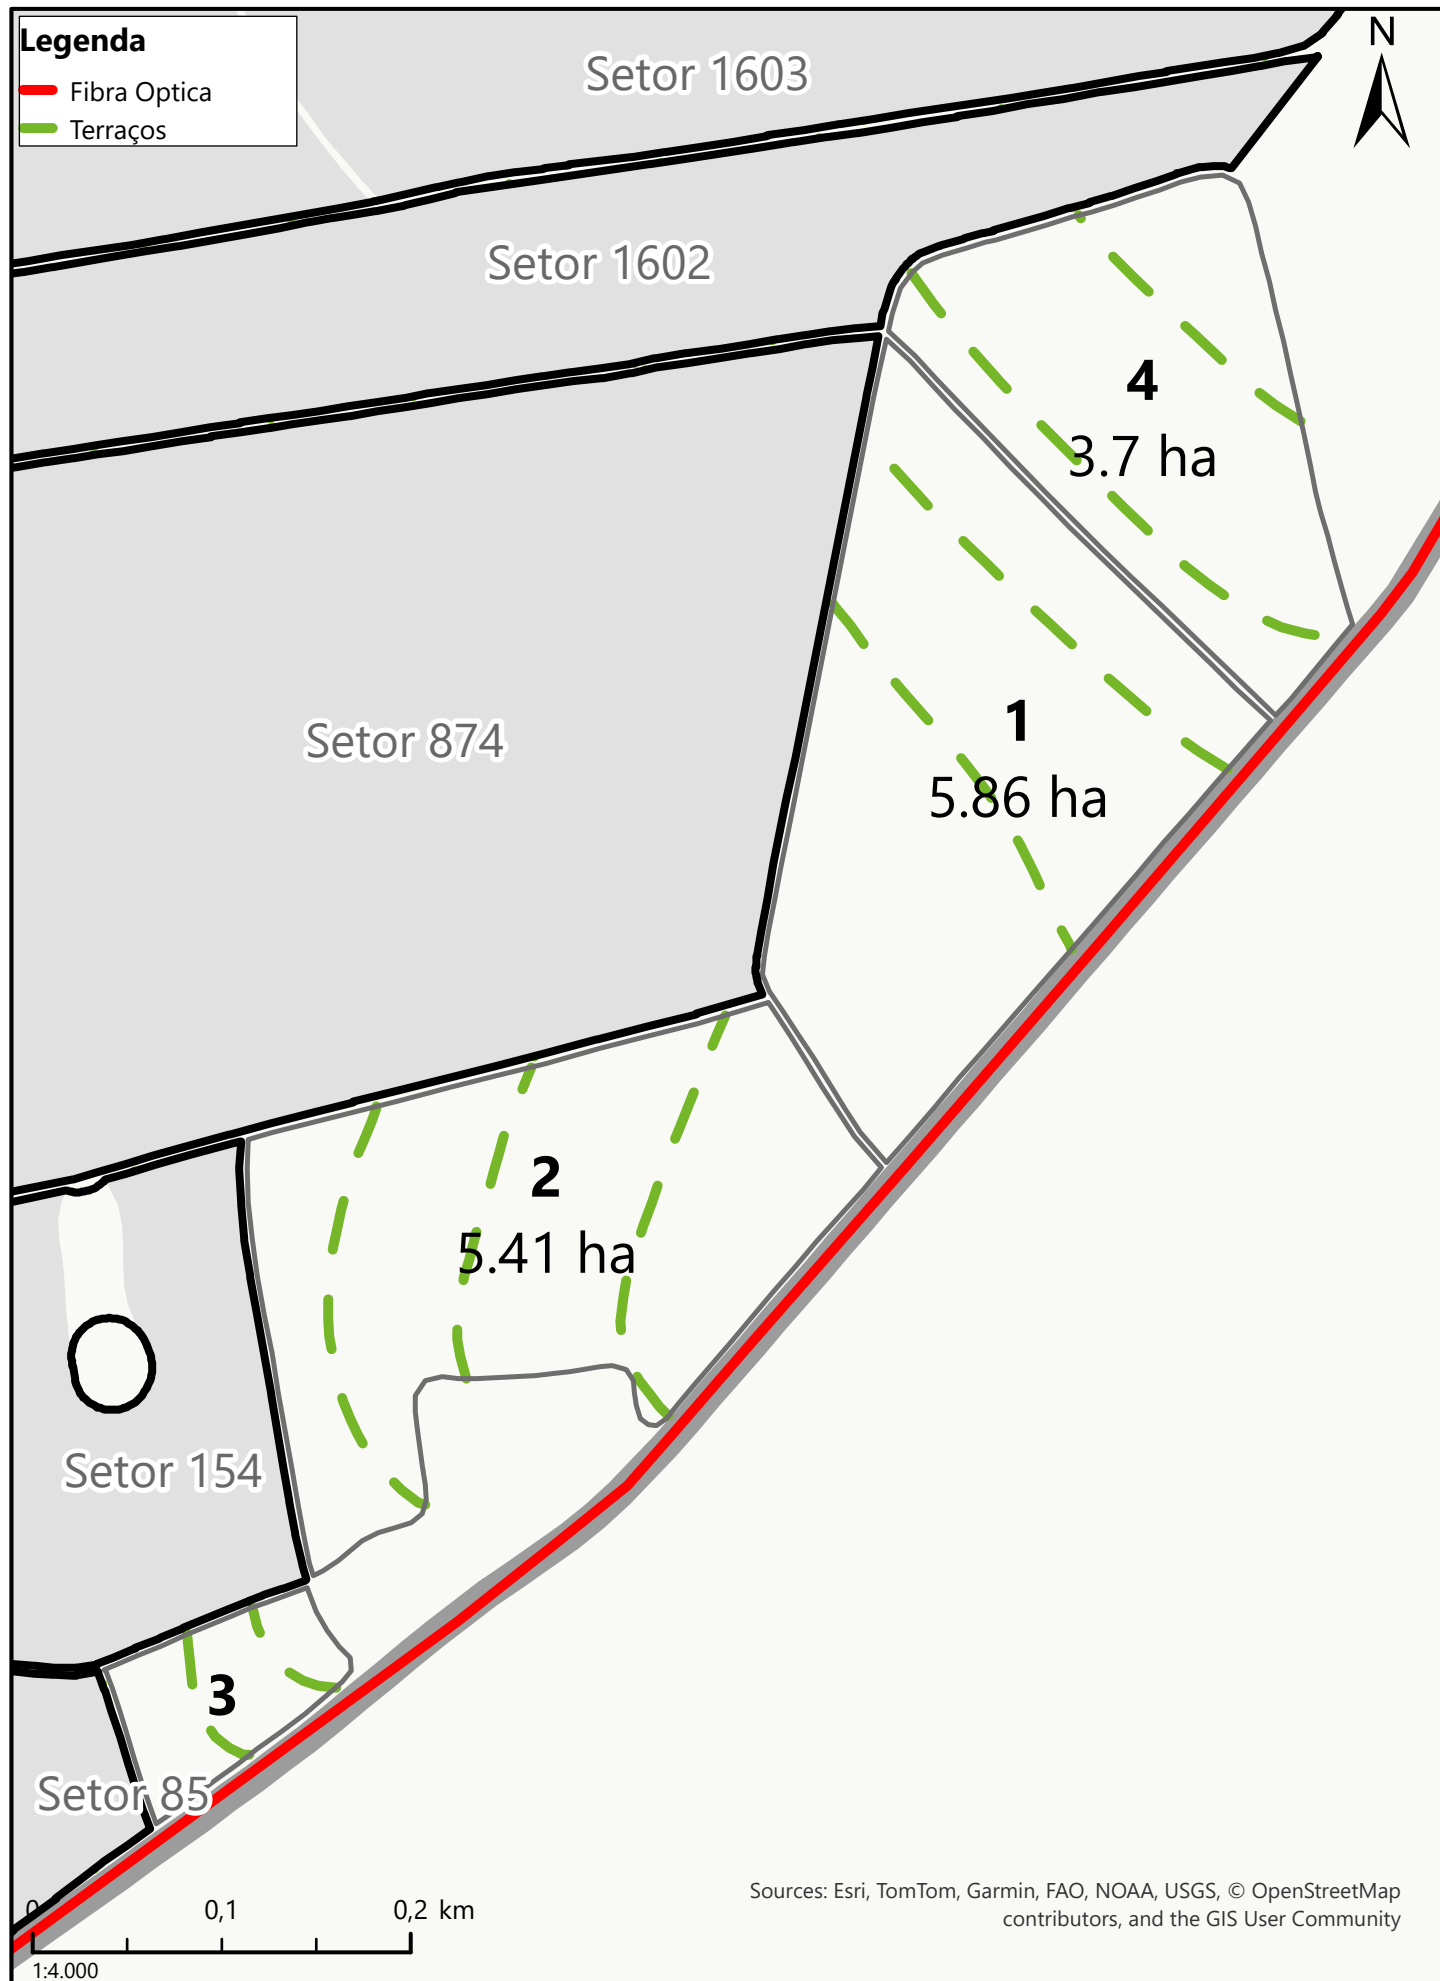 Legenda
Fibra Optica
Terraços
N
Setor 1603
Setor 1602
4
3.7 ha
Setor 874
1
5.86 ha
2
5.41 ha
Setor 154
3
Setor 85
0 0,1 0,2 km
1:4.000
Sources: Esri, TomTom, Garmin, FAO, NOAA, USGS, © OpenStreetMap
contributors, and the GIS User Community